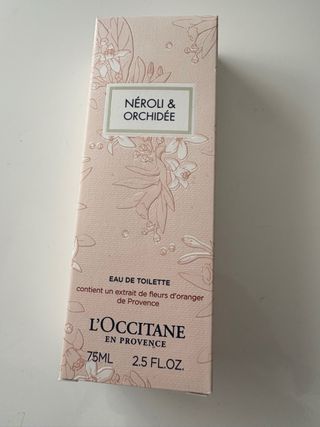 NÉROLI &
ORCHIDÉE
EAU DE TOILETTE
contient un extrait de fleurs d'oranger
de Provence
L'OCCITANE
EN PROVENCE
75ML 2.5 FL.OZ.